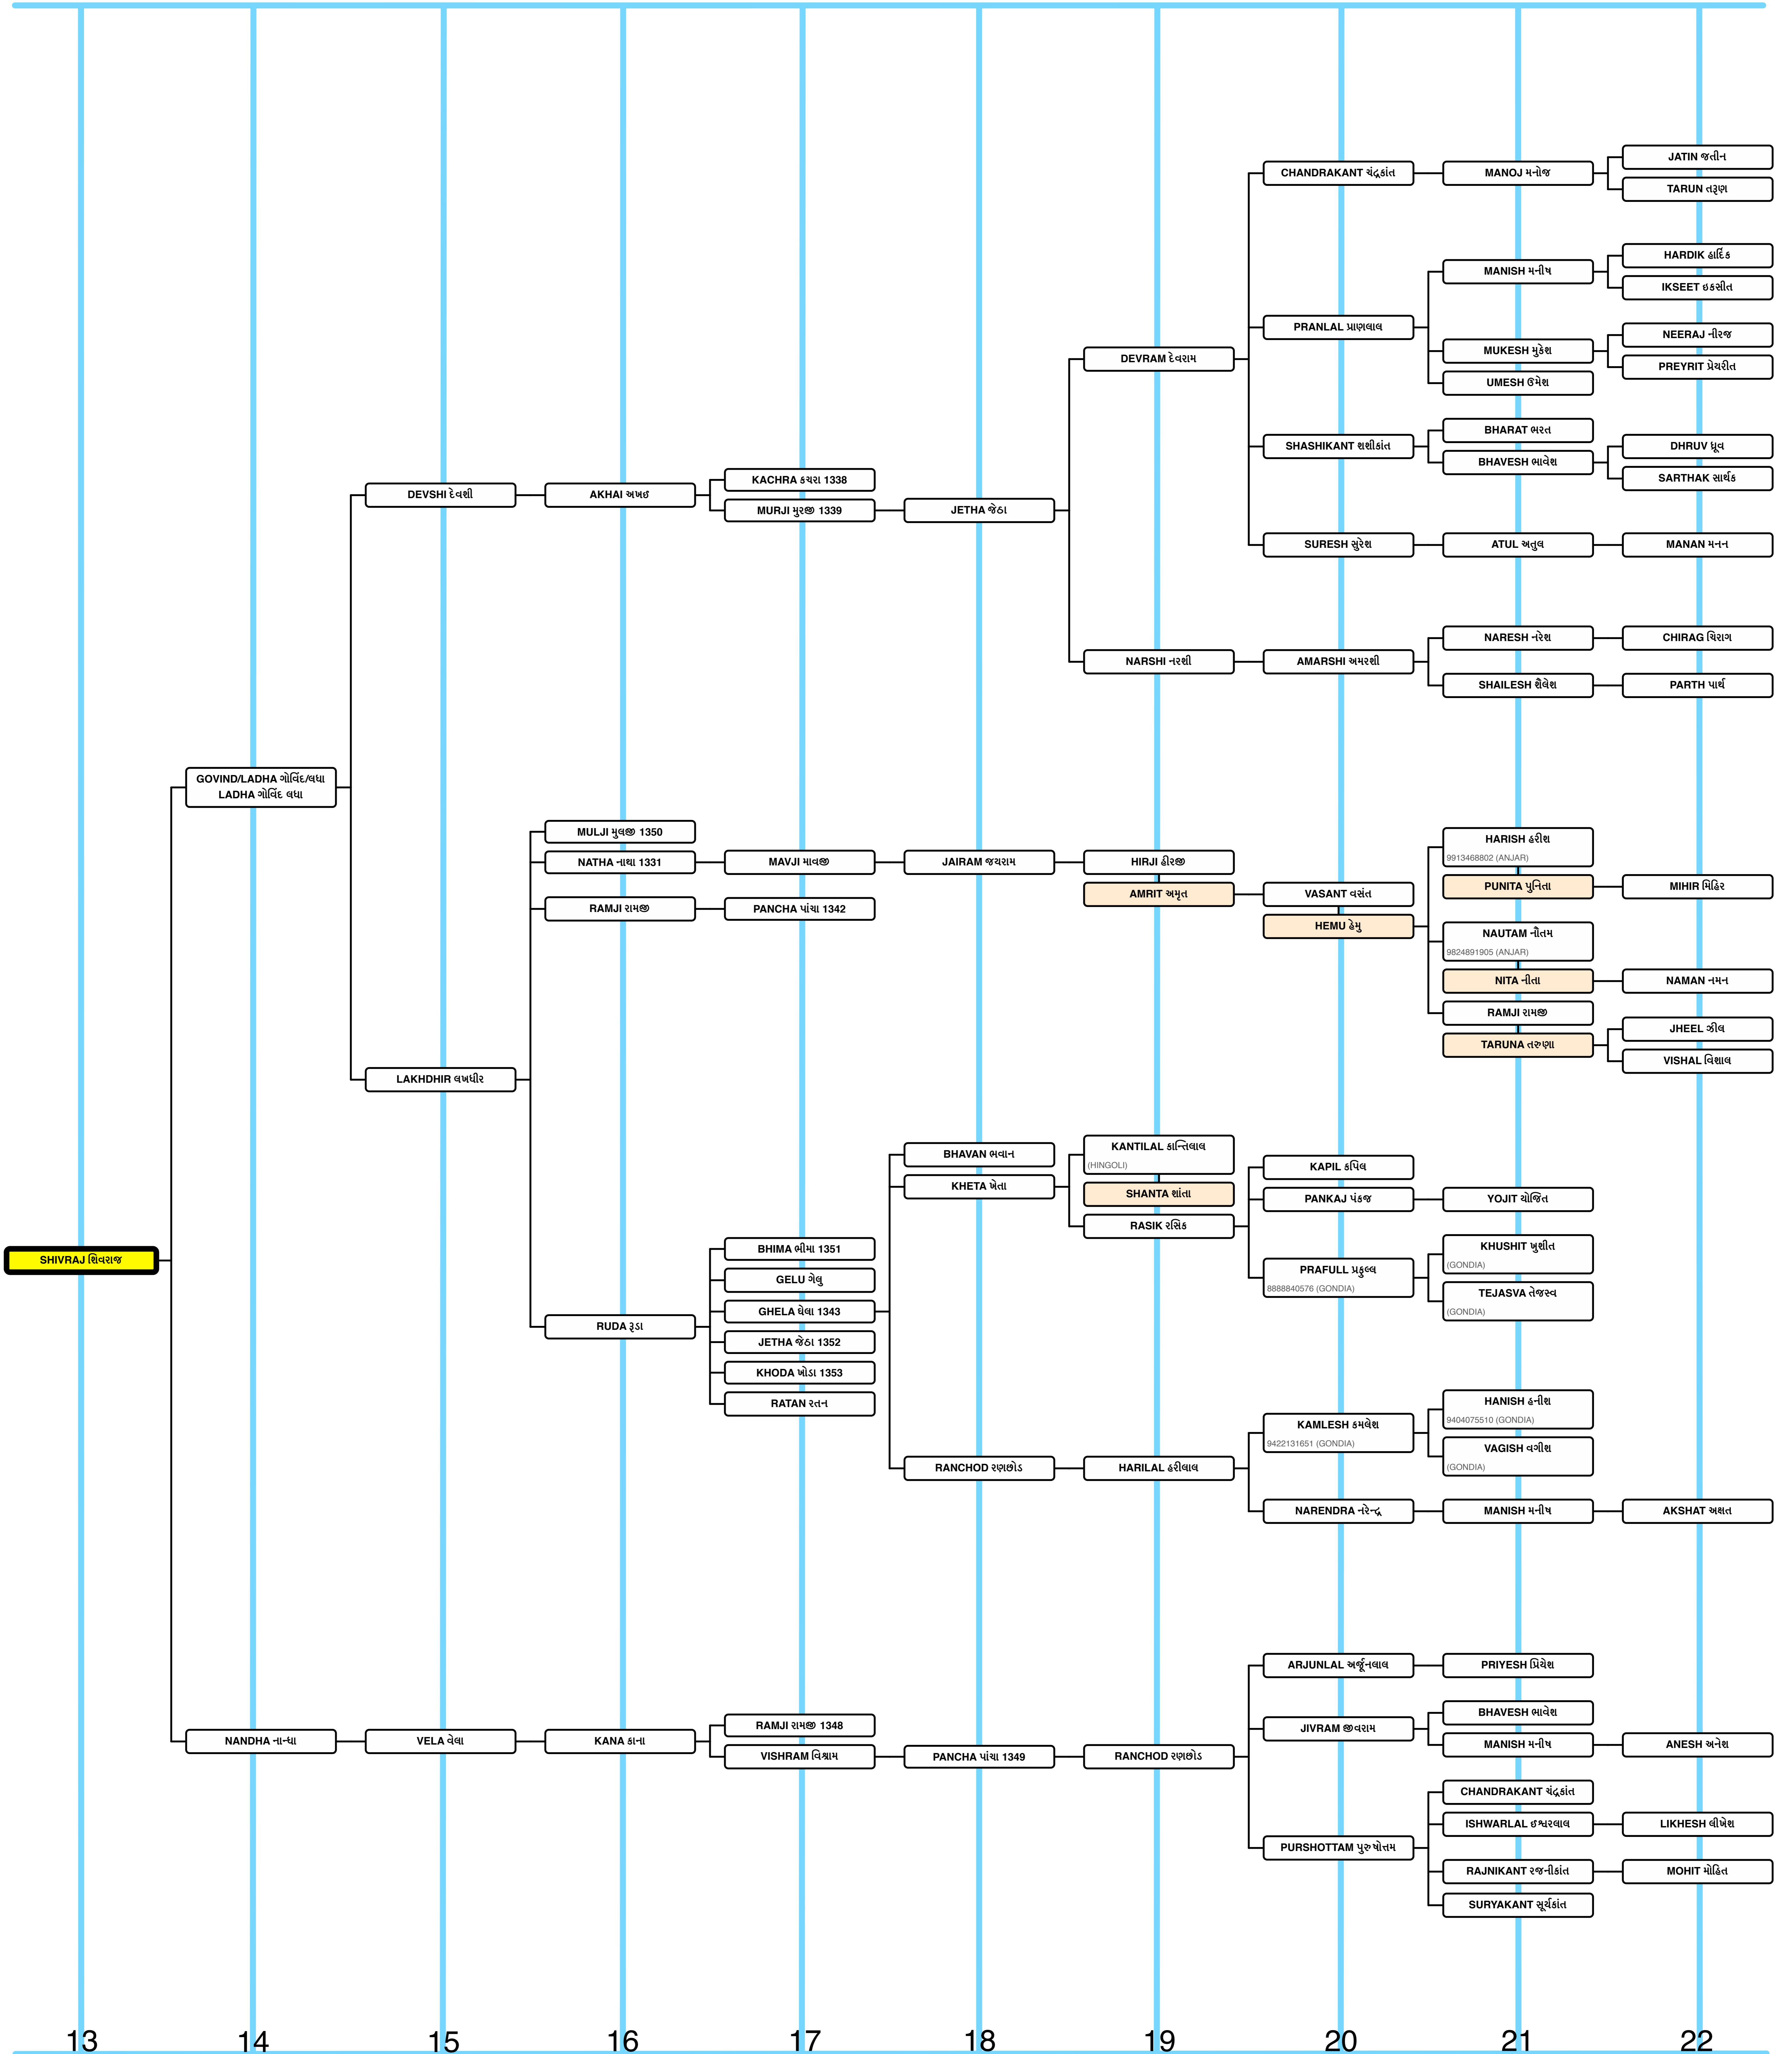 JATIN જતીન
CHANDRAKANT ચંદ્રકાંત
MANOJ મનોજ
TARUN તરૂણ
HARDIK હાર્દિક
MANISH મનીષ
IKSEET ઇકસીત
PRANLAL પ્રાણલાલ
NEERAJ નીરજ
MUKESH મુકેશ
DEVRAM દેવરામ
PREYRIT પ્રેયરીત
UMESH ઉમેશ
BHARAT ભરત
SHASHIKANT શશીકાંત
DHRUV ધ્રૂવ
BHAVESH ભાવેશ
KACHRA કચરા 1338
SARTHAK સાર્થક
DEVSHI દેવશી
AKHAI અખઈ
MURJI મુરજી 1339
JETHA જેઠા
SURESH સુરેશ
ATUL અતુલ
MANAN મનન
NARESH નરેશ
CHIRAG ચિરાગ
NARSHI નરશી
AMARSHI અમરશી
SHAILESH શૈલેશ
PARTH પાર્થ
GOVIND/LADHA ગોવિંદ/લધા
LADHA ગોવિંદ લધા
MULJI મુલજી 1350
HARISH હરીશ
9913468802 (ANJAR)
NATHA નાથા 1331
MAVJI માવજી
JAIRAM જયરામ
HIRJI હીરજી
PUNITA પુનિતા
MIHIR મિહિર
AMRIT અમૃત
VASANT વસંત
RAMJI રામજી
PANCHA પાંચા 1342
HEMU હેમુ
NAUTAM નૌતમ
9824891905 (ANJAR)
NITA નીતા
NAMAN નમન
RAMJI રામજી
JHEEL ઝીલ
TARUNA તરુણા
VISHAL વિશાલ
LAKHDHIR લખધીર
KANTILAL કાન્તિલાલ
(HINGOLI)
BHAVAN ભવાન
KAPIL કપિલ
KHETA ખેતા
SHANTA શાંતા
PANKAJ પંકજ
YOJIT યોજિત
RASIK રસિક
BHIMA ભીમા 1351
KHUSHIT ખુશીત
(GONDIA)
SHIVRAJ શિવરાજ
GELU ગેલુ
PRAFULL પ્રફુલ્લ
8888840576 (GONDIA)
TEJASVA તેજસ્વ
(GONDIA)
GHELA ઘેલા 1343
RUDA રૂડા
JETHA જેઠા 1352
KHODA ખોડા 1353
RATAN રતન
HANISH હનીશ
9404075510 (GONDIA)
KAMLESH કમલેશ
9422131651 (GONDIA)
VAGISH વગીશ
(GONDIA)
RANCHOD રણછોડ
HARILAL હરીલાલ
NARENDRA નરેન્દ્ર
MANISH મનીષ
AKSHAT અક્ષત
ARJUNLAL અર્જૂનલાલ
PRIYESH પ્રિયેશ
BHAVESH ભાવેશ
RAMJI રામજી 1348
JIVRAM જીવરામ
NANDHA નાન્ધા
VELA વેલા
KANA કાના
MANISH મનીષ
ANESH અનેશ
VISHRAM વિશ્રામ
PANCHA પાંચા 1349
RANCHOD રણછોડ
CHANDRAKANT ચંદ્રકાંત
ISHWARLAL ઈશ્વરલાલ
LIKHESH લીખેશ
PURSHOTTAM પુરુષોત્તમ
RAJNIKANT રજનીકાંત
MOHIT મોહિત
SURYAKANT સૂર્યકાંત
13 14 15 16 17 18 19 20 21 22